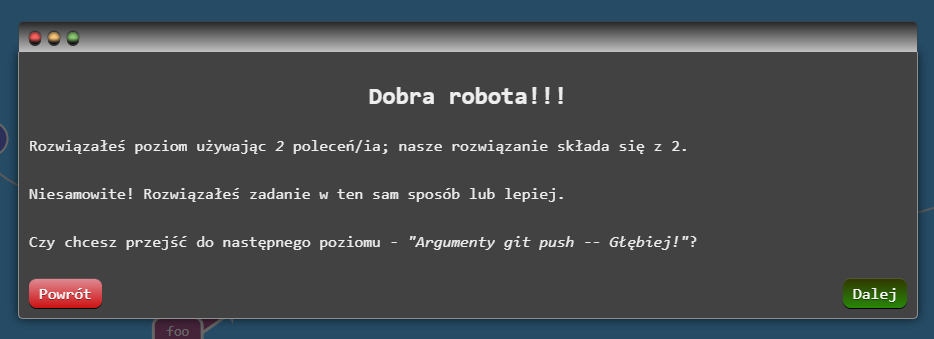 Dobra robota!!!
Rozwiązałeś poziom używając 2 poleceń/ia; nasze rozwiązanie składa się z 2.
Niesamowite! Rozwiązałeś zadanie w ten sam sposób lub lepiej.
Czy chcesz przejść do następnego poziomu - "Argumenty git push -- Głębiej!"?
Powrót
Dalej
foo